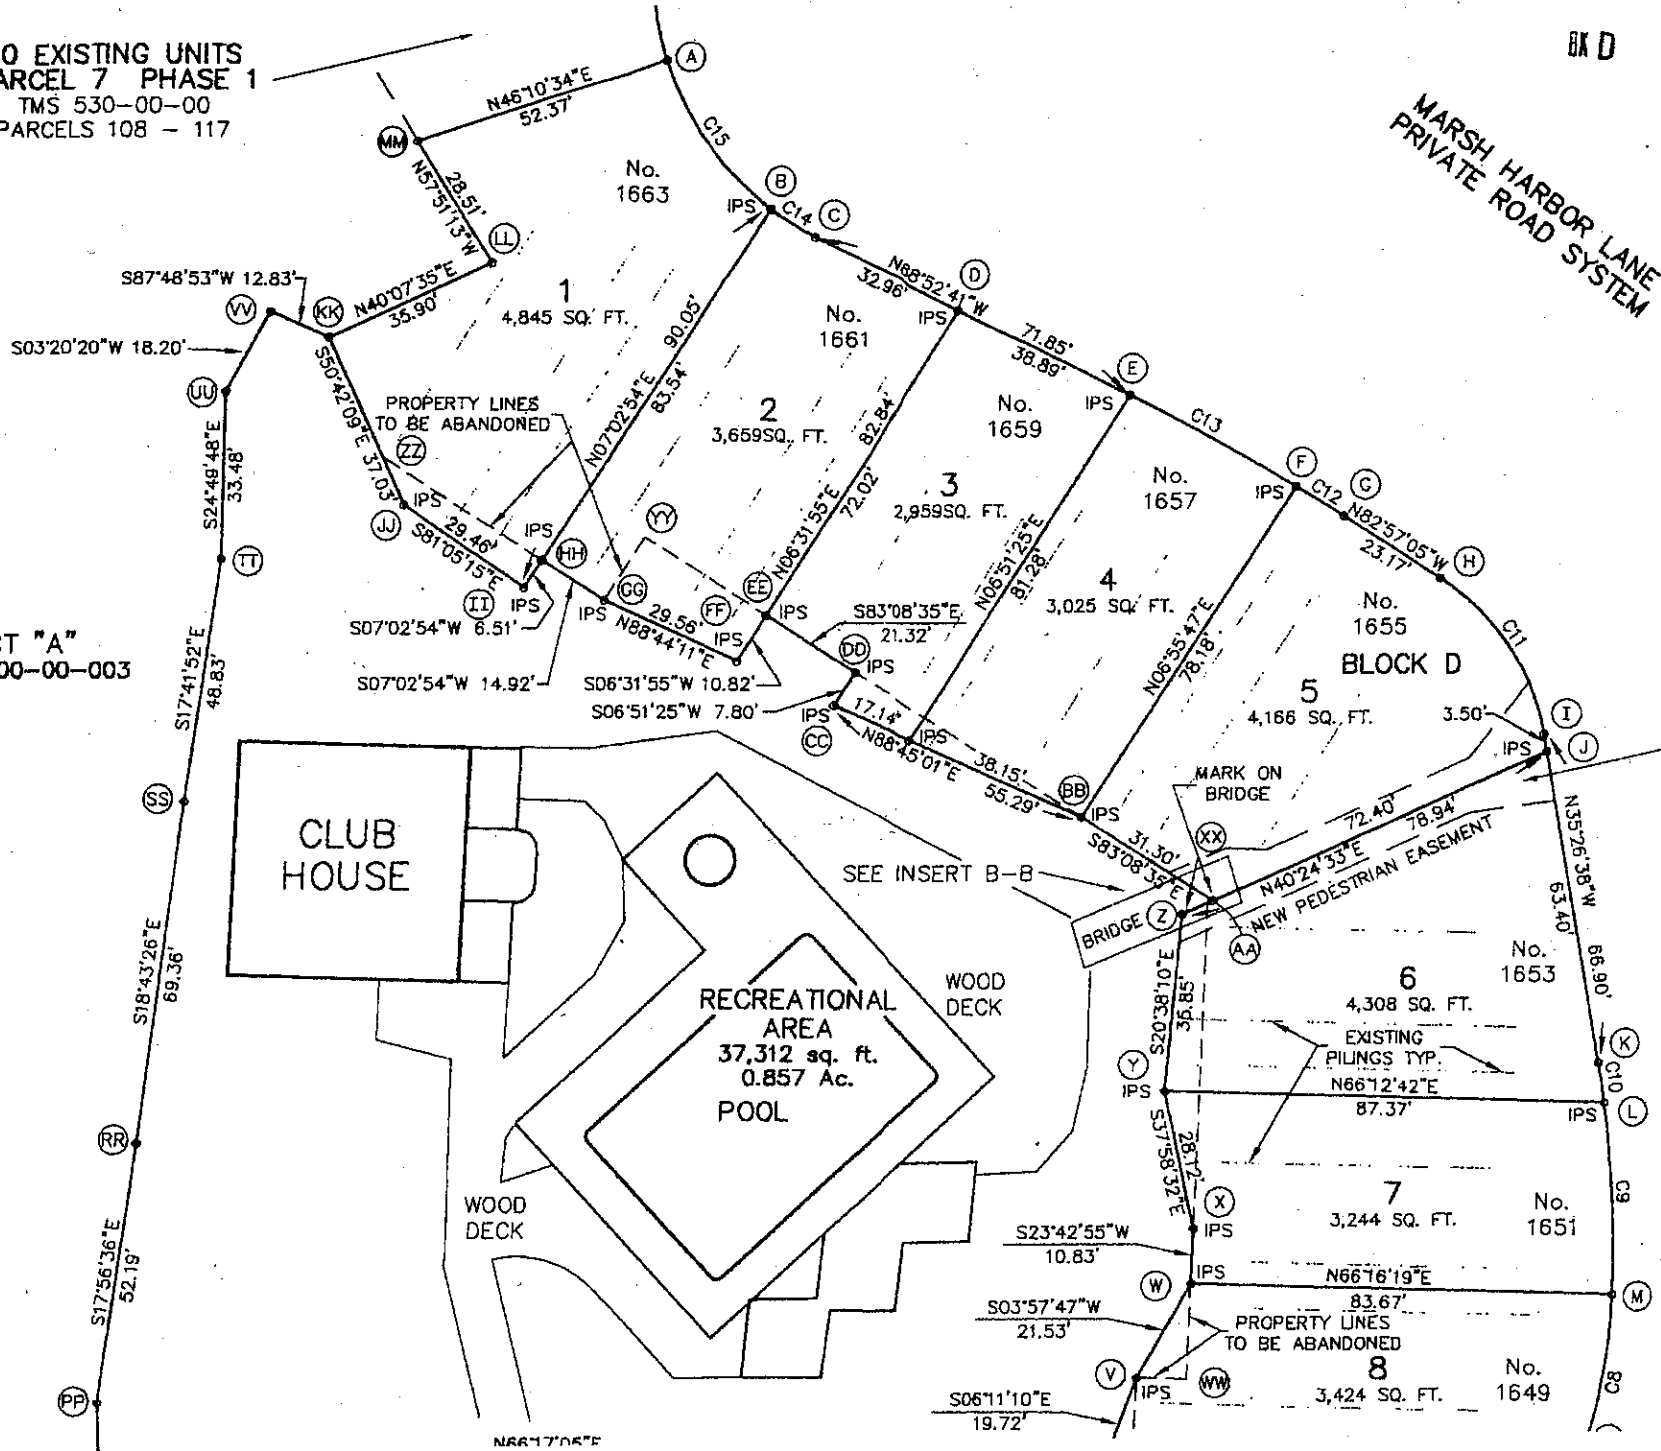 BK D
0 EXISTING UNITS
ARCEL 7 PHASE 1
TMS 530-00-00
PARCELS 108 - 117
MARSH HARBOR LANE
PRIVATE ROAD SYSTEM
A
N46°10'34"E
52.37'
C15
MM
N57°51'13"W
28.51'
No.
1663
B
IPS
C14
C
LL
S87°48'53"W 12.83'
N40°07'35"E
35.90'
VV
KK
1
4,845 SQ. FT.
N88°52'41"W
32.96'
D
IPS
No.
1661
S03°20'20"W 18.20'
71.85'
38.89'
E
IPS
UU
S50°42'09"E 37.03'
90.05'
N07°02'54"E
83.54'
PROPERTY LINES
TO BE ABANDONED
2
3,659SQ. FT.
82.84'
N06°31'55"E
72.02'
No.
1659
C13
ZZ
S24°49'48"E
33.48'
No.
1657
F
IPS
C12
G
3
2,959SQ. FT.
N82°57'05"W
23.17'
H
IPS
JJ
29.46'
S81°05'15"E
IPS
HH
YY
TT
II
IPS
GG
IPS
N06°51'25"E
81.28'
4
3,025 SQ. FT.
No.
1655
EE
IPS
FF
IPS
29.56'
N88°44'11"E
S83°08'35"E
21.32'
S07°02'54"W 6.51'
N06°55'47"E
78.18'
C11
CT "A"
00-00-003
DD
IPS
BLOCK D
S07°02'54"W 14.92'
S06°31'55"W 10.82'
S17°41'52"E
48.83'
S06°51'25"W 7.80'
IPS
CC
17.14'
IPS
5
4,166 SQ. FT.
3.50'
I
IPS
J
N88°45'01"E
38.15'
55.29'
MARK ON
BRIDGE
BB
IPS
SS
72.40'
78.94'
N35°26'38"W
63.40'
CLUB
HOUSE
31.30'
S83°08'35"E
XX
SEE INSERT B-8
N40°24'33"E
NEW PEDESTRIAN EASEMENT
BRIDGE
Z
AA
No.
1653
66.90'
S18°43'26"E
69.36'
WOOD
DECK
S20°38'10"E
36.85'
6
4,308 SQ. FT.
RECREATIONAL
AREA
37,312 sq. ft.
0.857 Ac.
POOL
EXISTING
PILINGS TYP.
K
Y
IPS
C10
N66°12'42"E
87.37'
IPS
L
RR
S37°58'32"E
28.12'
WOOD
DECK
7
3,244 SQ. FT.
C9
X
IPS
No.
1651
S23°42'55"W
10.83'
S17°56'36"E
52.19'
IPS
W
N66°16'19"E
83.67'
M
S03°57'47"W
21.53'
PROPERTY LINES
TO BE ABANDONED
V
IPS
WW
8
3,424 SQ. FT.
No.
1649
C8
PP
S06°11'10"E
19.72'
N66°17'05"E